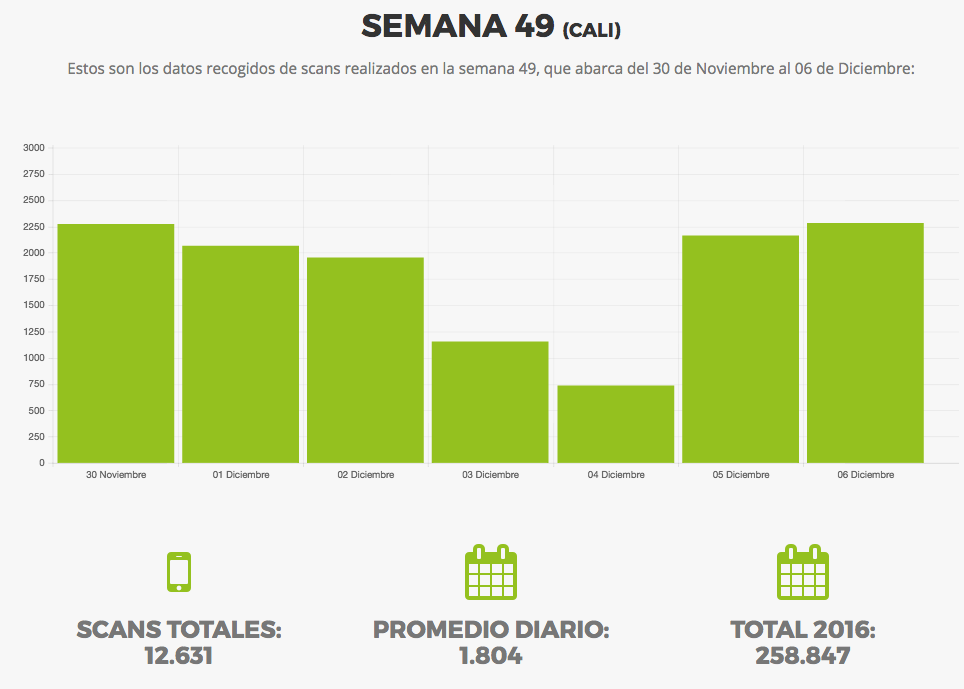 SEMANA 49 (CALI)
Estos son los datos recogidos de scans realizados en la semana 49, que abarca del 30 de Noviembre al 06 de Diciembre:
3000
2750
2500
2250
2000
1750
1500
1250
1000
750
500
250
0
30 Noviembre 01 Diciembre 02 Diciembre 03 Diciembre 04 Diciembre 05 Diciembre 06 Diciembre
SCANS TOTALES: PROMEDIO DIARIO: TOTAL 2016:
12.631 1.804 258.847